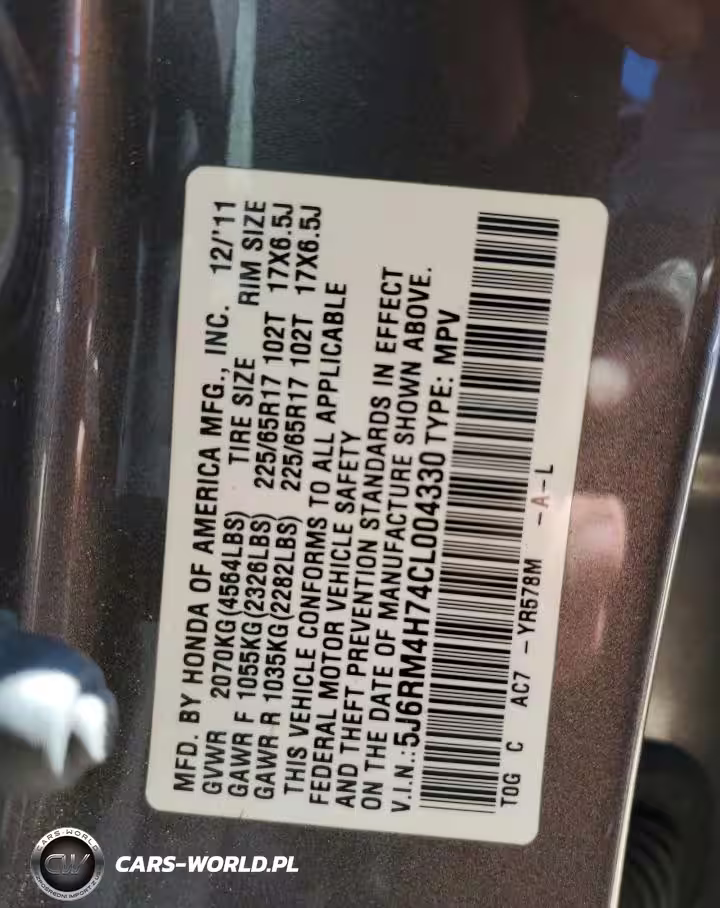 MFD. BY HONDA OF AMERICA MFG., INC. 12/'11
GVWR 2070KG(4564LBS) TIRE SIZE RIM SIZE
GAWR F 1055KG(2326LBS) 225/65R17 102T 17X6.5J
GAWR R 1035KG(2282LBS) 225/65R17 102T 17X6.5J
THIS VEHICLE CONFORMS TO ALL APPLICABLE
FEDERAL MOTOR VEHICLE SAFETY
AND THEFT PREVENTION STANDARDS IN EFFECT
ON THE DATE OF MANUFACTURE SHOWN ABOVE.
V.I.N.: 5J6RM4H74CL004330 TYPE: MPV
TOG C AC7 -YR578M -A-L
CARS-WORLD
CW
CARS-WORLD.PL